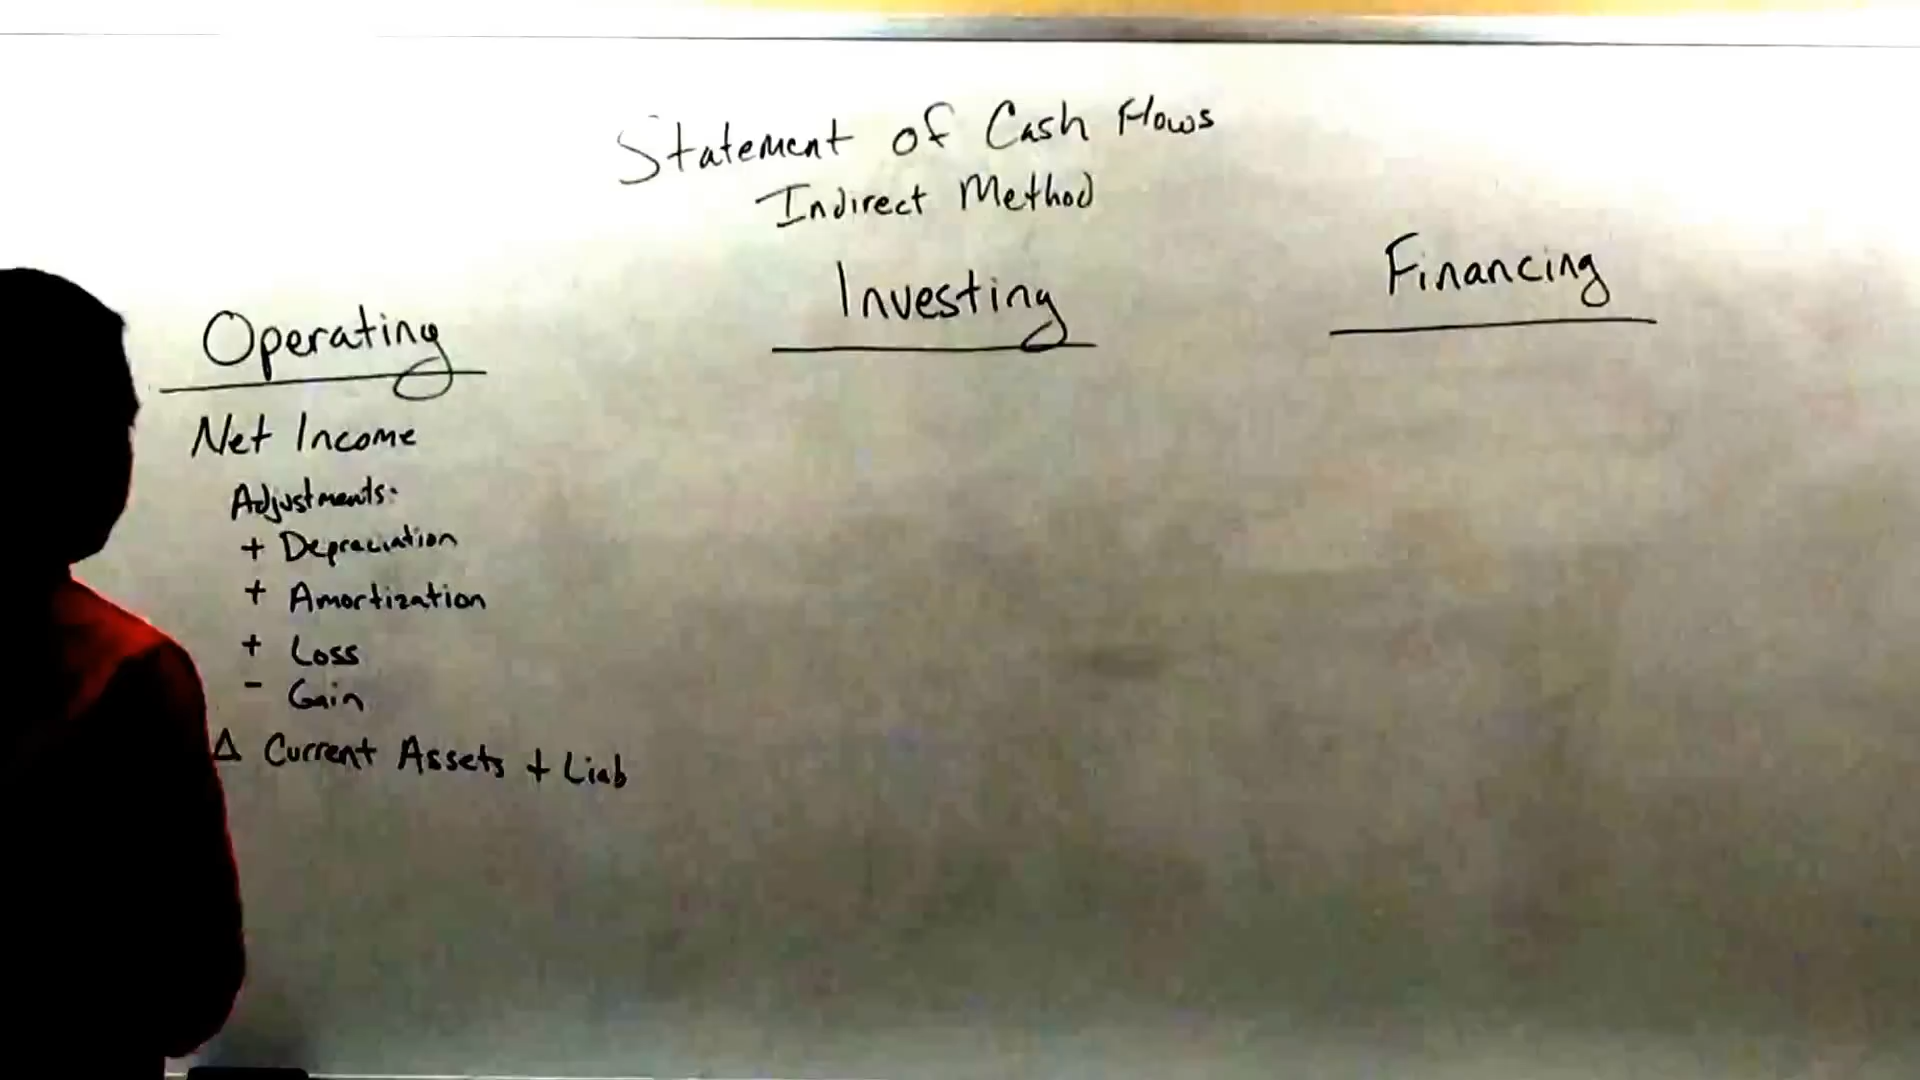 Statement of Cash Flows
Indirect Method
Operating
Investing
Financing
Net Income
Adjustments:
+ Depreciation
+ Amortization
+ Loss
- Gain
Δ Current Assets + Liab